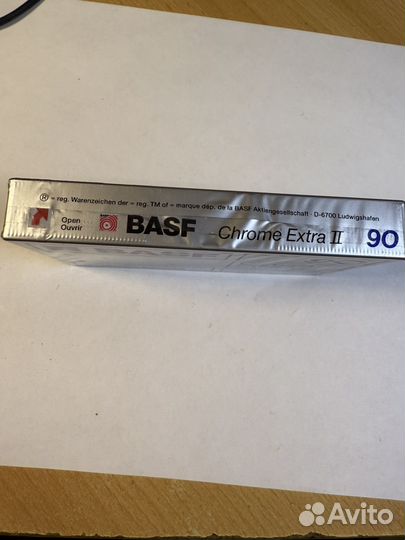 ® = reg. Warenzeichen der = reg. TM of = marque dép. de la BASF Aktiengesellschaft · D-6700 Ludwigshafen
Open
Ouvrir
BASF Chrome Extra II 90
Avito